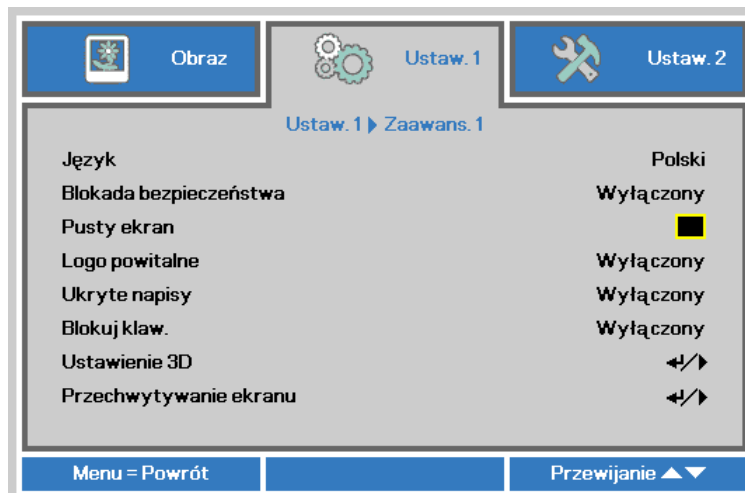 Obraz
Ustaw. 1
Ustaw. 2
Ustaw. 1 Zaawans. 1
Język Polski
Blokada bezpieczeństwa Wyłączony
Pusty ekran
Logo powitalne Wyłączony
Ukryte napisy Wyłączony
Blokuj klaw. Wyłączony
Ustawienie 3D ↵/▶
Przechwytywanie ekranu ↵/▶
Menu = Powrót
Przewijanie ▲▼